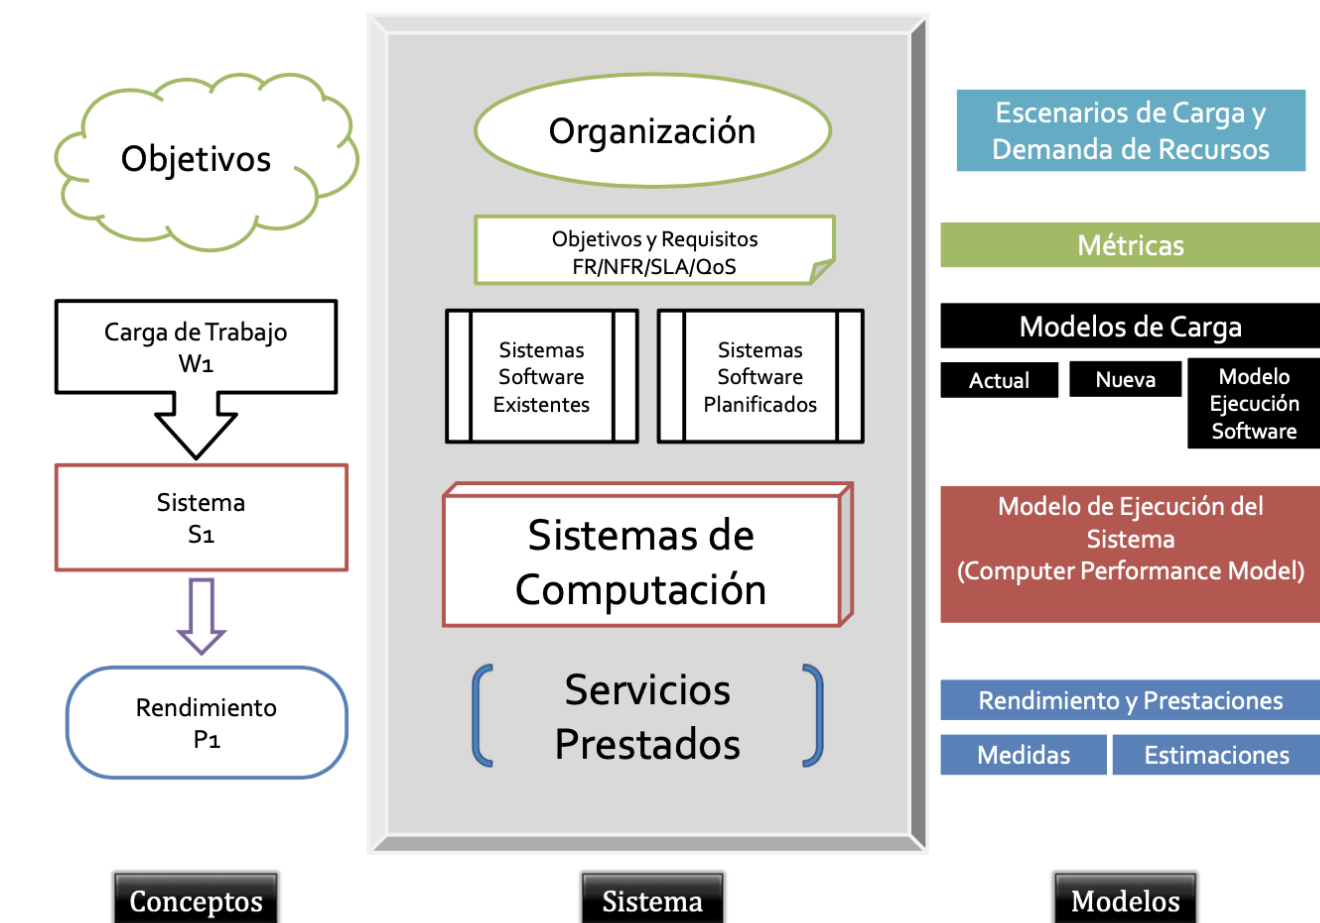 Objetivos
Carga de Trabajo
W1
Sistema
S1
Rendimiento
P1
Conceptos
Organización
Objetivos y Requisitos
FR/NFR/SLA/QoS
Sistemas
Software
Existentes
Sistemas
Software
Planificados
Sistemas de
Computación
Servicios
Prestados
Sistema
Escenarios de Carga y
Demanda de Recursos
Métricas
Modelos de Carga
Actual
Nueva
Modelo
Ejecución
Software
Modelo de Ejecución del
Sistema
(Computer Performance Model)
Rendimiento y Prestaciones
Medidas
Estimaciones
Modelos